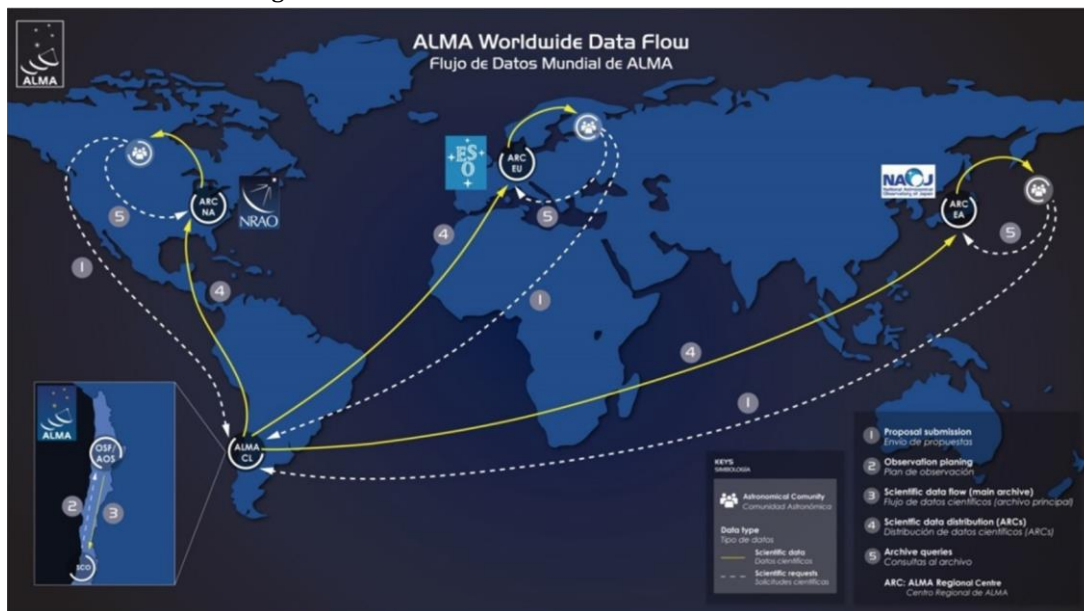 ALMA
ALMA Worldwide Data Flow
Flujo de Datos Mundial de ALMA
ARC
NA
NRAO
5
1
4
ES
O
ARC
EU
5
4
1
NAOJ
National Astronomical
Observatory of Japan
ARC
EA
5
4
1
ALMA
CL
ALMA
OSF/
AOS
2
3
SCO
KEYS
SIMBOLOGÍA
Astronomical Comunity
Comunidad Astronómica
Data type
Tipo de datos
Scientific data
Datos científicos
Scientific requests
Solicitudes científicas
1 Proposal submission
Envío de propuestas
2 Observation planing
Plan de observación
3 Scientific data flow (main archive)
Flujo de datos científicos (archivo principal)
4 Scientfic data distribution (ARCs)
Distribución de datos científicos (ARCs)
5 Archive queries
Consultas al archivo
ARC: ALMA Regional Centre
Centro Regional de ALMA